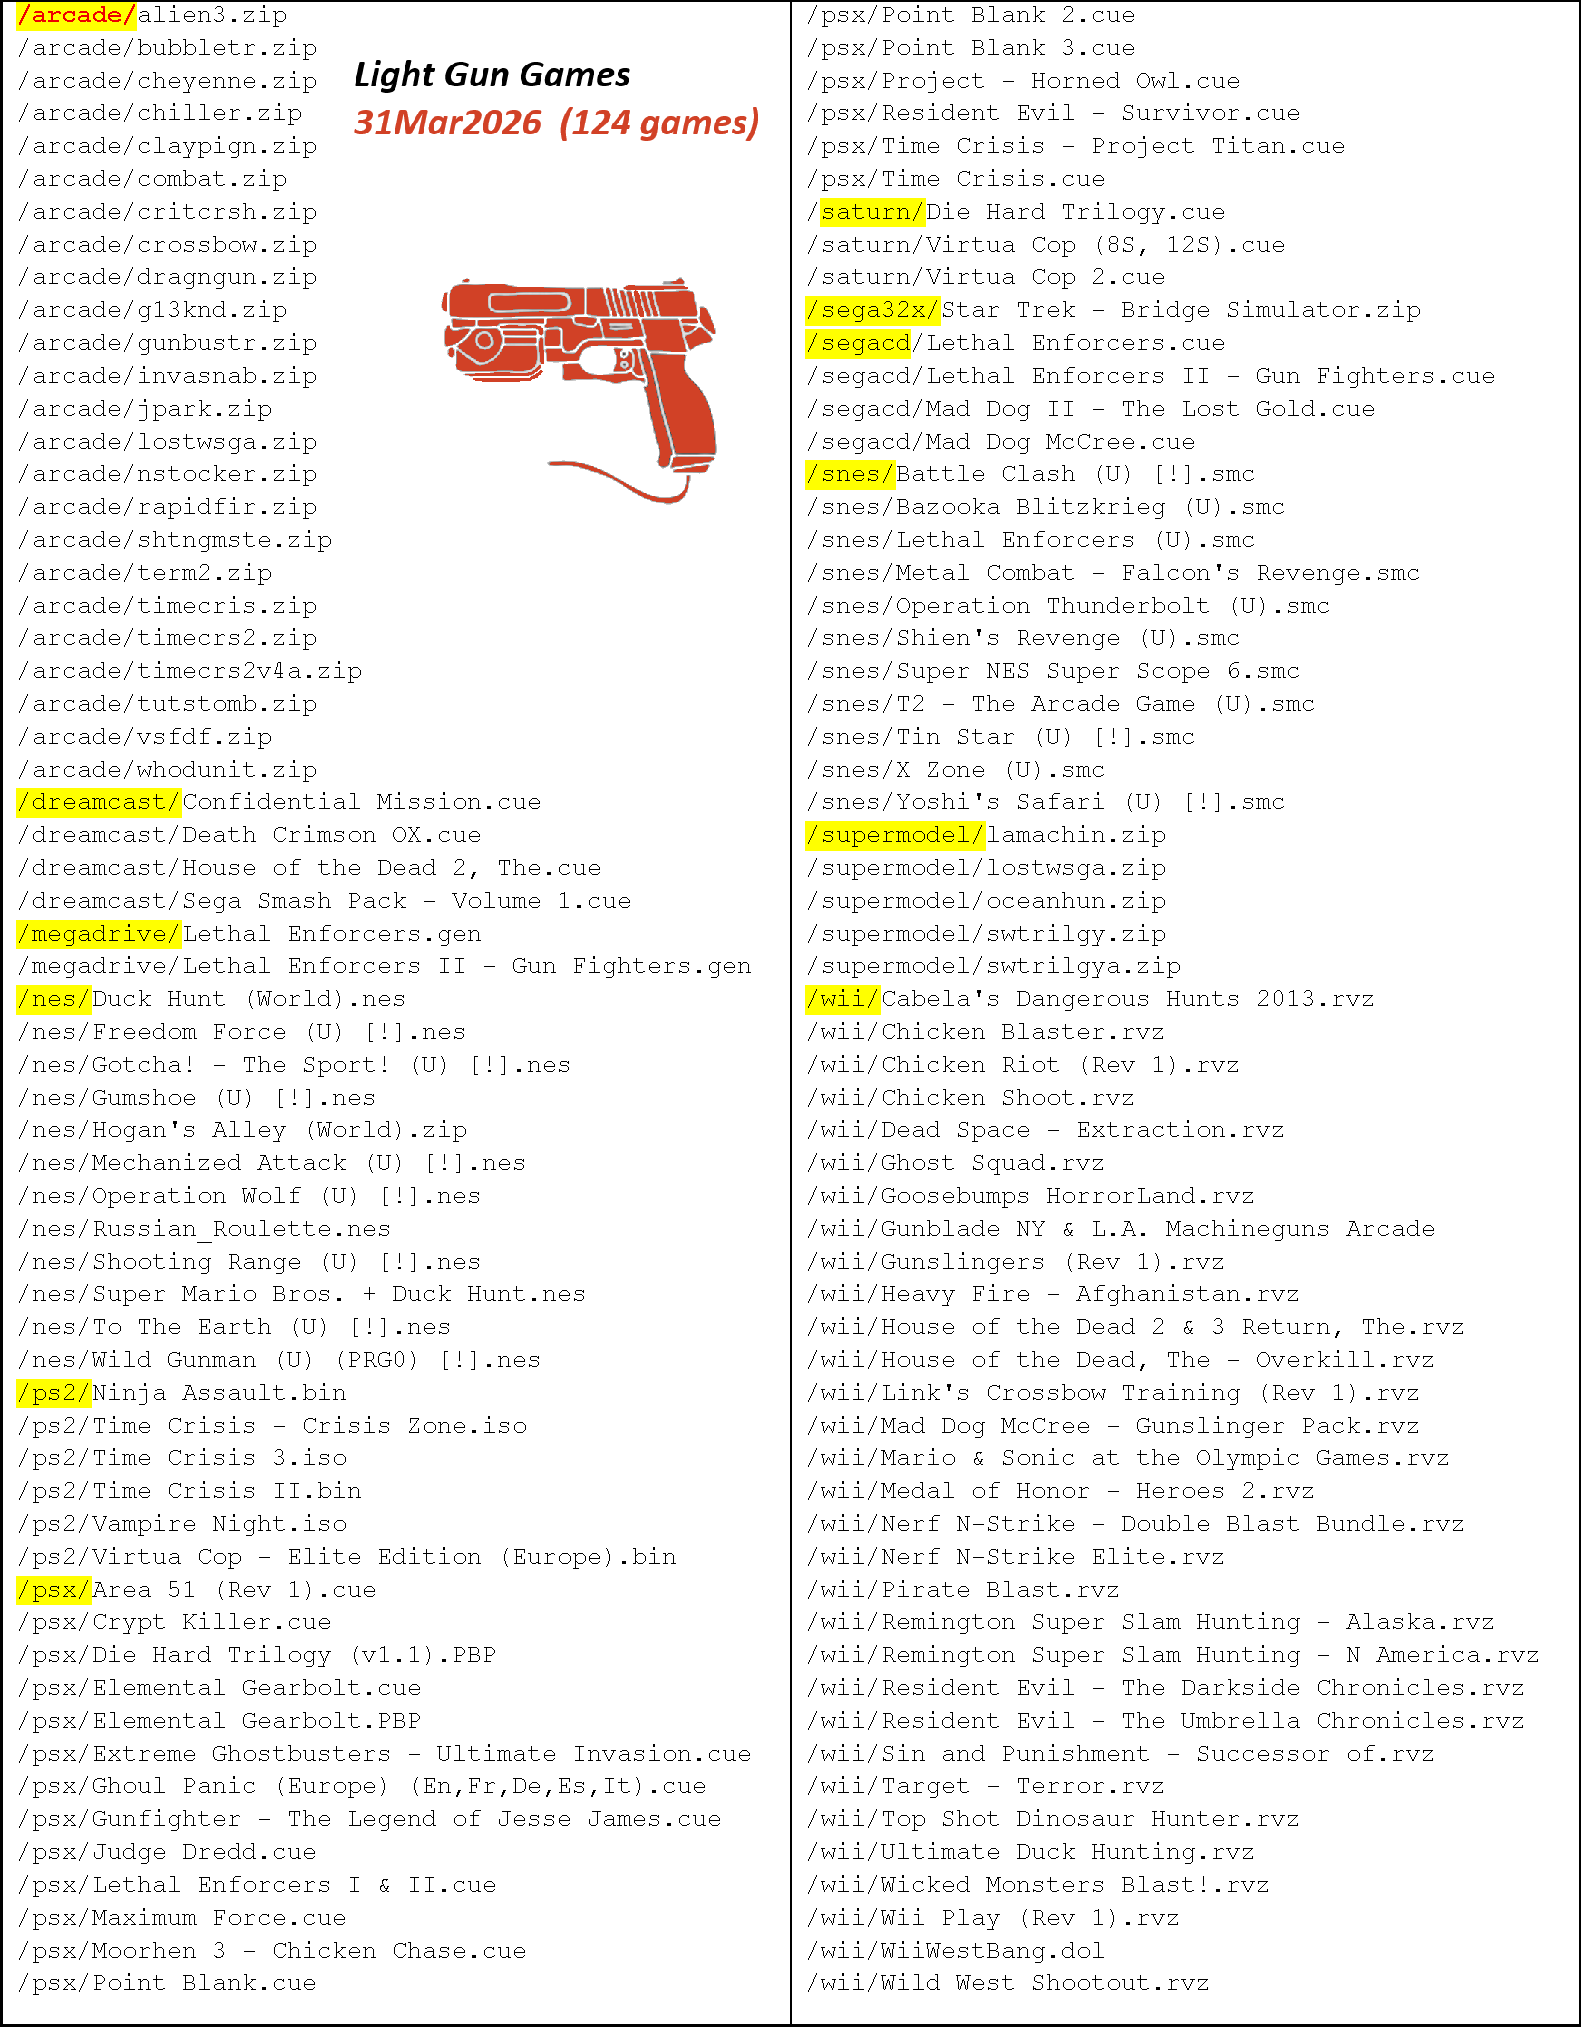 /arcade/alien3.zip
/arcade/bubbletr.zip
/arcade/cheyenne.zip
/arcade/chiller.zip
/arcade/claypign.zip
/arcade/combat.zip
/arcade/critcrsh.zip
/arcade/crossbow.zip
/arcade/dragngun.zip
/arcade/g13knd.zip
/arcade/gunbustr.zip
/arcade/invasnab.zip
/arcade/jpark.zip
/arcade/lostwsga.zip
/arcade/nstocker.zip
/arcade/rapidfir.zip
/arcade/shtngmste.zip
/arcade/term2.zip
/arcade/timecris.zip
/arcade/timecrs2.zip
/arcade/timecrs2v4a.zip
/arcade/tutstomb.zip
/arcade/vsfdf.zip
/arcade/whodunit.zip
/dreamcast/Confidential Mission.cue
/dreamcast/Death Crimson OX.cue
/dreamcast/House of the Dead 2, The.cue
/dreamcast/Sega Smash Pack - Volume 1.cue
/megadrive/Lethal Enforcers.gen
/megadrive/Lethal Enforcers II - Gun Fighters.gen
/nes/Duck Hunt (World).nes
/nes/Freedom Force (U) [!].nes
/nes/Gotcha! - The Sport! (U) [!].nes
/nes/Gumshoe (U) [!].nes
/nes/Hogan's Alley (World).zip
/nes/Mechanized Attack (U) [!].nes
/nes/Operation Wolf (U) [!].nes
/nes/Russian_Roulette.nes
/nes/Shooting Range (U) [!].nes
/nes/Super Mario Bros. + Duck Hunt.nes
/nes/To The Earth (U) [!].nes
/nes/Wild Gunman (U) (PRG0) [!].nes
/ps2/Ninja Assault.bin
/ps2/Time Crisis - Crisis Zone.iso
/ps2/Time Crisis 3.iso
/ps2/Time Crisis II.bin
/ps2/Vampire Night.iso
/ps2/Virtua Cop - Elite Edition (Europe).bin
/psx/Area 51 (Rev 1).cue
/psx/Crypt Killer.cue
/psx/Die Hard Trilogy (v1.1).PBP
/psx/Elemental Gearbolt.cue
/psx/Elemental Gearbolt.PBP
/psx/Extreme Ghostbusters - Ultimate Invasion.cue
/psx/Ghoul Panic (Europe) (En,Fr,De,Es,It).cue
/psx/Gunfighter - The Legend of Jesse James.cue
/psx/Judge Dredd.cue
/psx/Lethal Enforcers I & II.cue
/psx/Maximum Force.cue
/psx/Moorhen 3 - Chicken Chase.cue
/psx/Point Blank.cue
Light Gun Games
31Mar2026 (124 games)
/psx/Point Blank 2.cue
/psx/Point Blank 3.cue
/psx/Project - Horned Owl.cue
/psx/Resident Evil - Survivor.cue
/psx/Time Crisis - Project Titan.cue
/psx/Time Crisis.cue
/saturn/Die Hard Trilogy.cue
/saturn/Virtua Cop (8S, 12S).cue
/saturn/Virtua Cop 2.cue
/sega32x/Star Trek - Bridge Simulator.zip
/segacd/Lethal Enforcers.cue
/segacd/Lethal Enforcers II - Gun Fighters.cue
/segacd/Mad Dog II - The Lost Gold.cue
/segacd/Mad Dog McCree.cue
/snes/Battle Clash (U) [!].smc
/snes/Bazooka Blitzkrieg (U).smc
/snes/Lethal Enforcers (U).smc
/snes/Metal Combat - Falcon's Revenge.smc
/snes/Operation Thunderbolt (U).smc
/snes/Shien's Revenge (U).smc
/snes/Super NES Super Scope 6.smc
/snes/T2 - The Arcade Game (U).smc
/snes/Tin Star (U) [!].smc
/snes/X Zone (U).smc
/snes/Yoshi's Safari (U) [!].smc
/supermodel/lamachin.zip
/supermodel/lostwsga.zip
/supermodel/oceanhun.zip
/supermodel/swtrilgy.zip
/supermodel/swtrilgya.zip
/wii/Cabela's Dangerous Hunts 2013.rvz
/wii/Chicken Blaster.rvz
/wii/Chicken Riot (Rev 1).rvz
/wii/Chicken Shoot.rvz
/wii/Dead Space - Extraction.rvz
/wii/Ghost Squad.rvz
/wii/Goosebumps HorrorLand.rvz
/wii/Gunblade NY & L.A. Machineguns Arcade
/wii/Gunslingers (Rev 1).rvz
/wii/Heavy Fire - Afghanistan.rvz
/wii/House of the Dead 2 & 3 Return, The.rvz
/wii/House of the Dead, The - Overkill.rvz
/wii/Link's Crossbow Training (Rev 1).rvz
/wii/Mad Dog McCree - Gunslinger Pack.rvz
/wii/Mario & Sonic at the Olympic Games.rvz
/wii/Medal of Honor - Heroes 2.rvz
/wii/Nerf N-Strike - Double Blast Bundle.rvz
/wii/Nerf N-Strike Elite.rvz
/wii/Pirate Blast.rvz
/wii/Remington Super Slam Hunting - Alaska.rvz
/wii/Remington Super Slam Hunting - N America.rvz
/wii/Resident Evil - The Darkside Chronicles.rvz
/wii/Resident Evil - The Umbrella Chronicles.rvz
/wii/Sin and Punishment - Successor of.rvz
/wii/Target - Terror.rvz
/wii/Top Shot Dinosaur Hunter.rvz
/wii/Ultimate Duck Hunting.rvz
/wii/Wicked Monsters Blast!.rvz
/wii/Wii Play (Rev 1).rvz
/wii/WiiWestBang.dol
/wii/Wild West Shootout.rvz